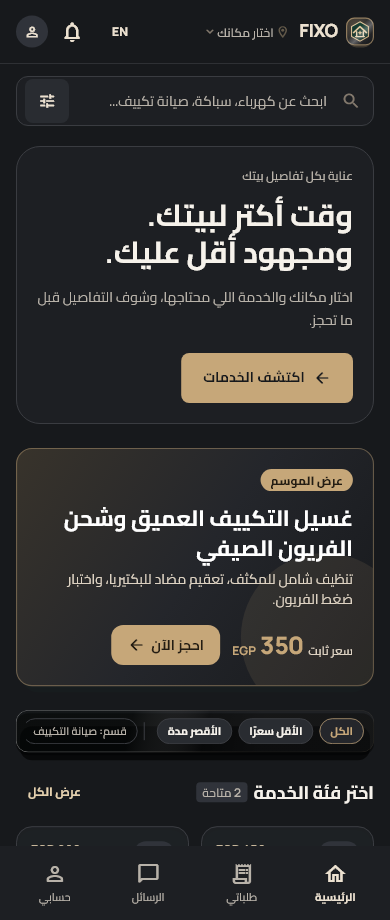 FIXO اختار مكانك EN
ابحث عن كهرباء، سباكة، صيانة تكييف...
عناية بكل تفاصيل بيتك
وقت أكتر لبيتك.
ومجهود أقل عليك.
اختار مكانك والخدمة اللي محتاجها، وشوف التفاصيل قبل
ما تحجز.
اكتشف الخدمات
عرض الموسم
غسيل التكييف العميق وشحن
الفريون الصيفي
تنظيف شامل للمكثف، تعقيم مضاد للبكتيريا، واختبار
ضغط الفريون.
سعر ثابت 350 EGP احجز الآن
الكل الأقل سعرًا الأقصر مدة قسم: صيانة التكييف
اختر فئة الخدمة 2 متاحة عرض الكل
الرئيسية طلباتي الرسائل حسابي